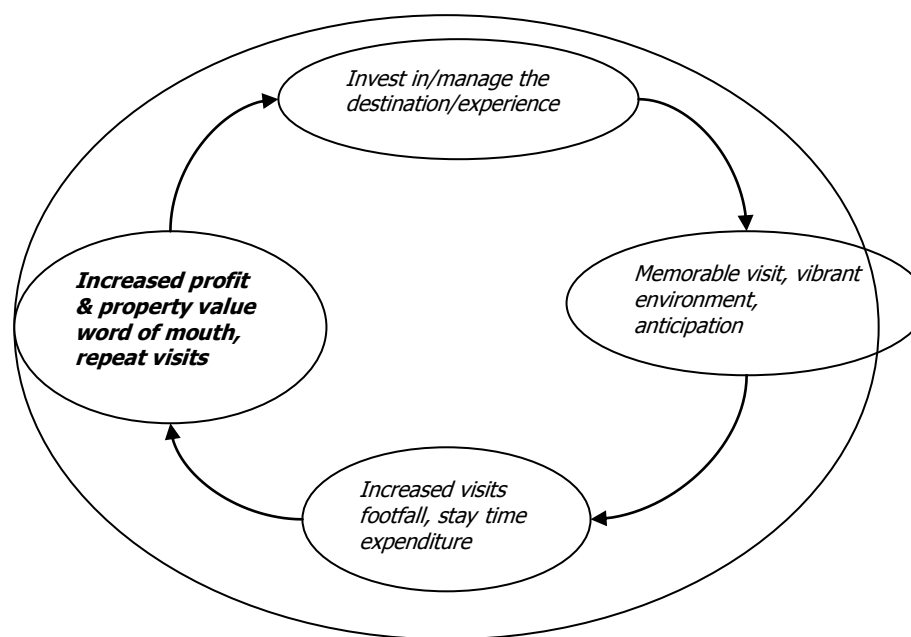 Invest in/manage the
destination/experience
Memorable visit, vibrant
environment,
anticipation
Increased visits
footfall, stay time
expenditure
Increased profit
& property value
word of mouth,
repeat visits